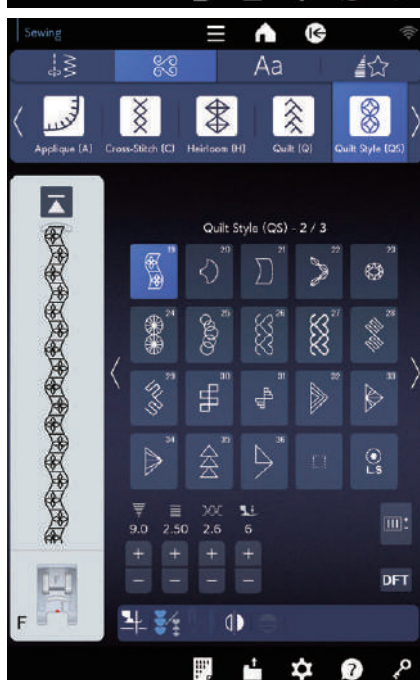 Sewing
Aa
Applique (A) Cross-Stitch (C) Heirloom (H) Quilt (Q) Quilt Style (QS)
Quilt Style (QS) - 2 / 3
19 20 21 22 23
24 25 26 27 28
29 30 31 32 33
34 35 36
L.S
9.0 2.50 2.6 6
+ + + +
− − − −
DFT
F
?